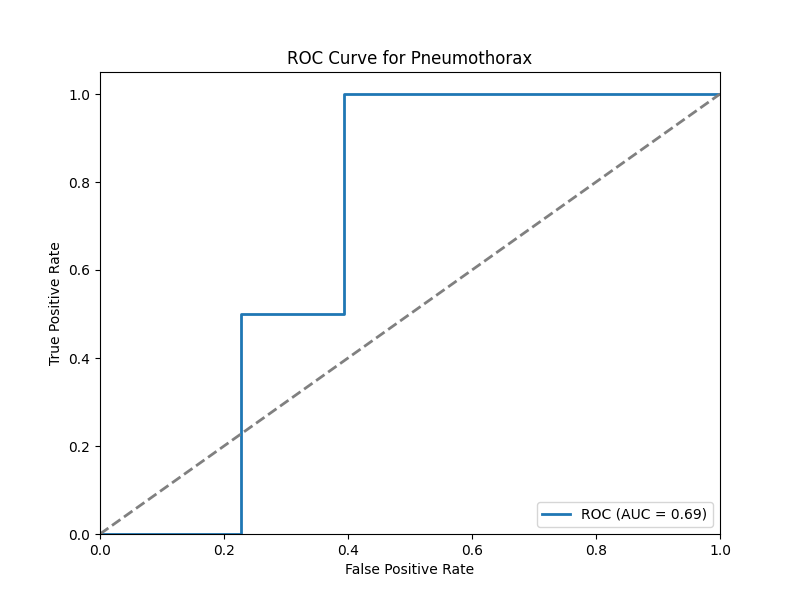 ROC Curve for Pneumothorax
True Positive Rate
1.0
0.8
0.6
0.4
0.2
0.0
ROC (AUC = 0.69)
0.0 0.2 0.4 0.6 0.8 1.0
False Positive Rate